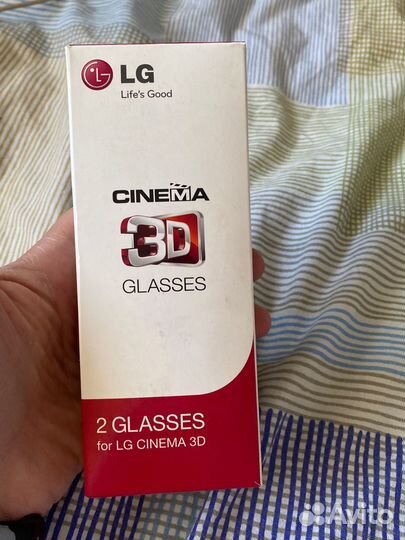 LG
Life's Good
CINEMA
3D
GLASSES
2 GLASSES
for LG CINEMA 3D
Avito